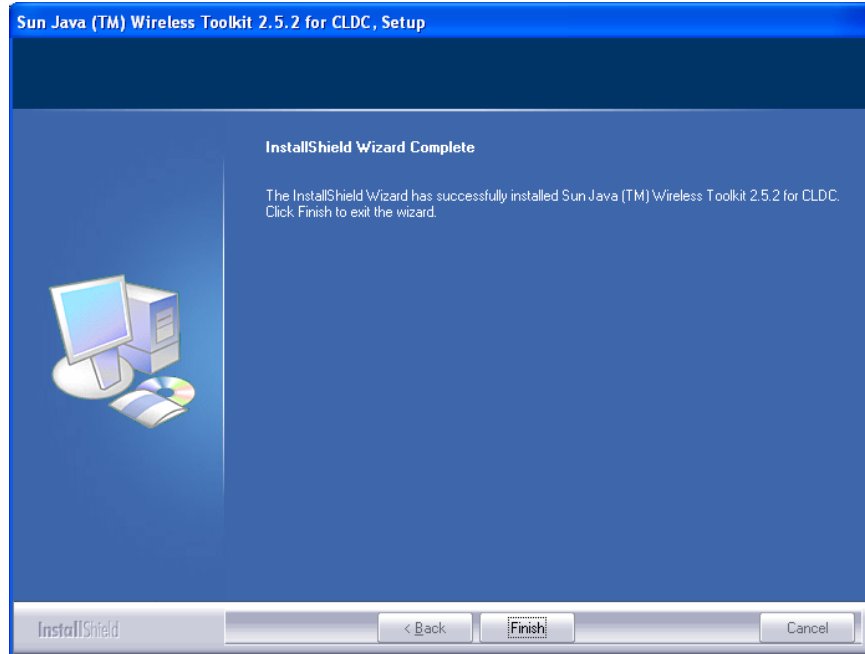 Sun Java (TM) Wireless Toolkit 2.5.2 for CLDC, Setup
InstallShield Wizard Complete
The InstallShield Wizard has successfully installed Sun Java (TM) Wireless Toolkit 2.5.2 for CLDC.
Click Finish to exit the wizard.
InstallShield
< Back
Finish
Cancel